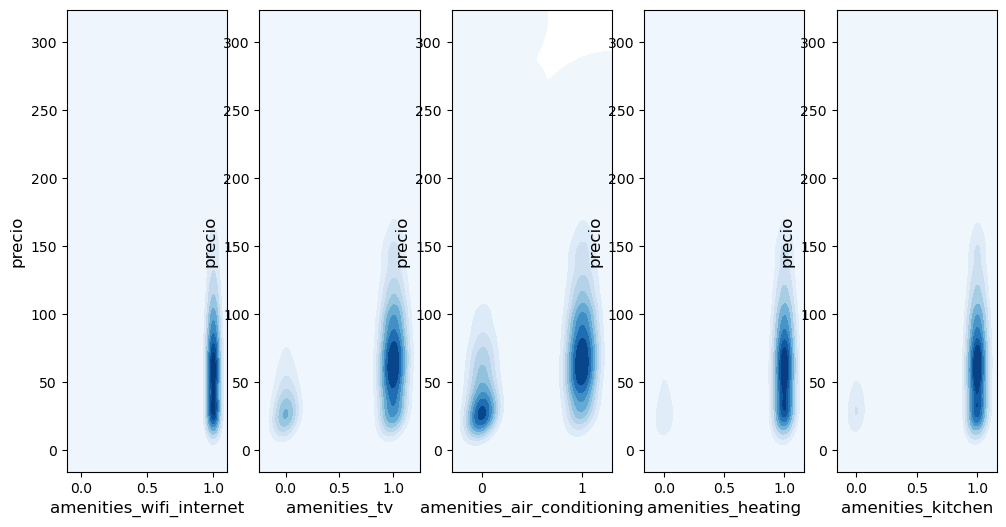 300
250
200
150
100
50
0
precio
0.0 0.5 1.0
amenities_wifi_internet
300
250
200
150
100
50
0
precio
0.0 0.5 1.0
amenities_tv
300
250
200
150
100
50
0
precio
0 1
amenities_air_conditioning
300
250
200
150
100
50
0
precio
0.0 0.5 1.0
amenities_heating
300
250
200
150
100
50
0
precio
0.0 0.5 1.0
amenities_kitchen